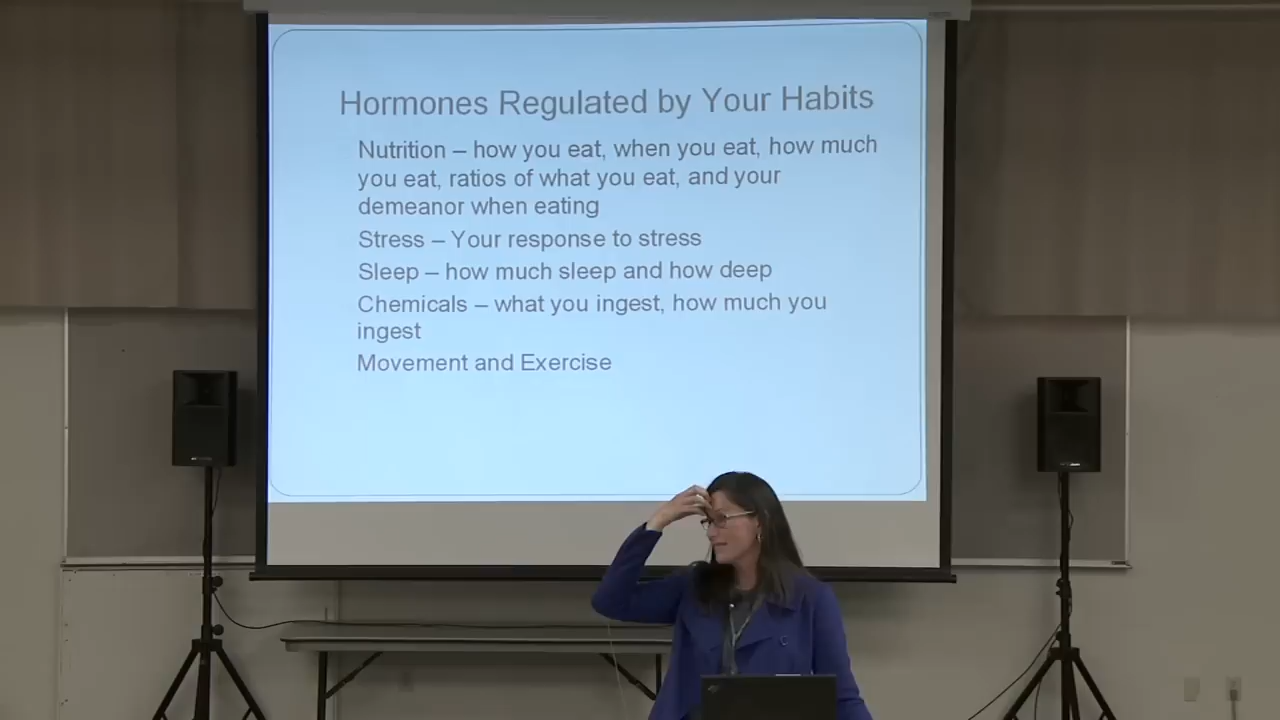 Hormones Regulated by Your Habits
Nutrition – how you eat, when you eat, how much
you eat, ratios of what you eat, and your
demeanor when eating
Stress – Your response to stress
Sleep – how much sleep and how deep
Chemicals – what you ingest, how much you
ingest
Movement and Exercise